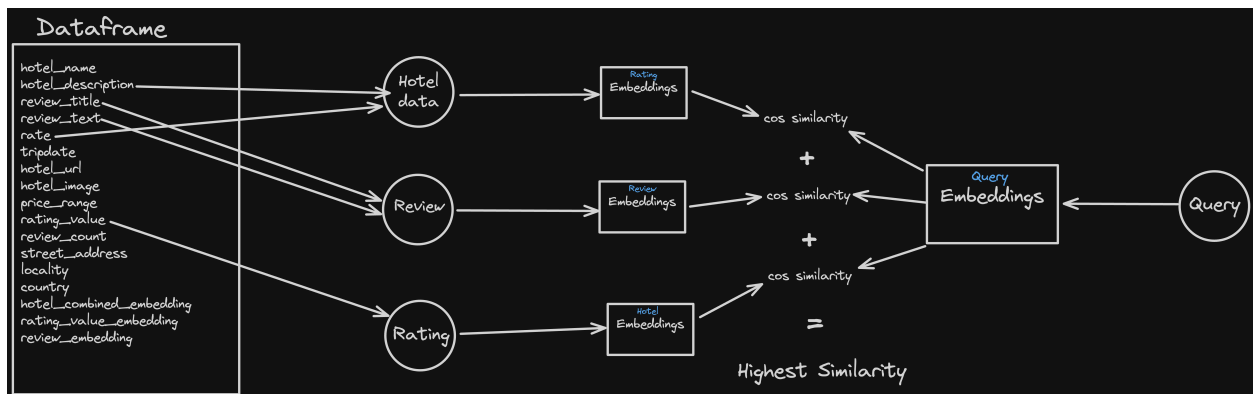 Dataframe
hotel_name
hotel_description
review_title
review_text
rate
tripdate
hotel_url
hotel_image
price_range
rating_value
review_count
street_address
locality
country
hotel_combined_embedding
rating_value_embedding
review_embedding
Hotel
data
Review
Rating
Rating
Embeddings
Review
Embeddings
Hotel
Embeddings
cos similarity
+
cos similarity
+
cos similarity
=
Highest Similarity
Query
Embeddings
Query